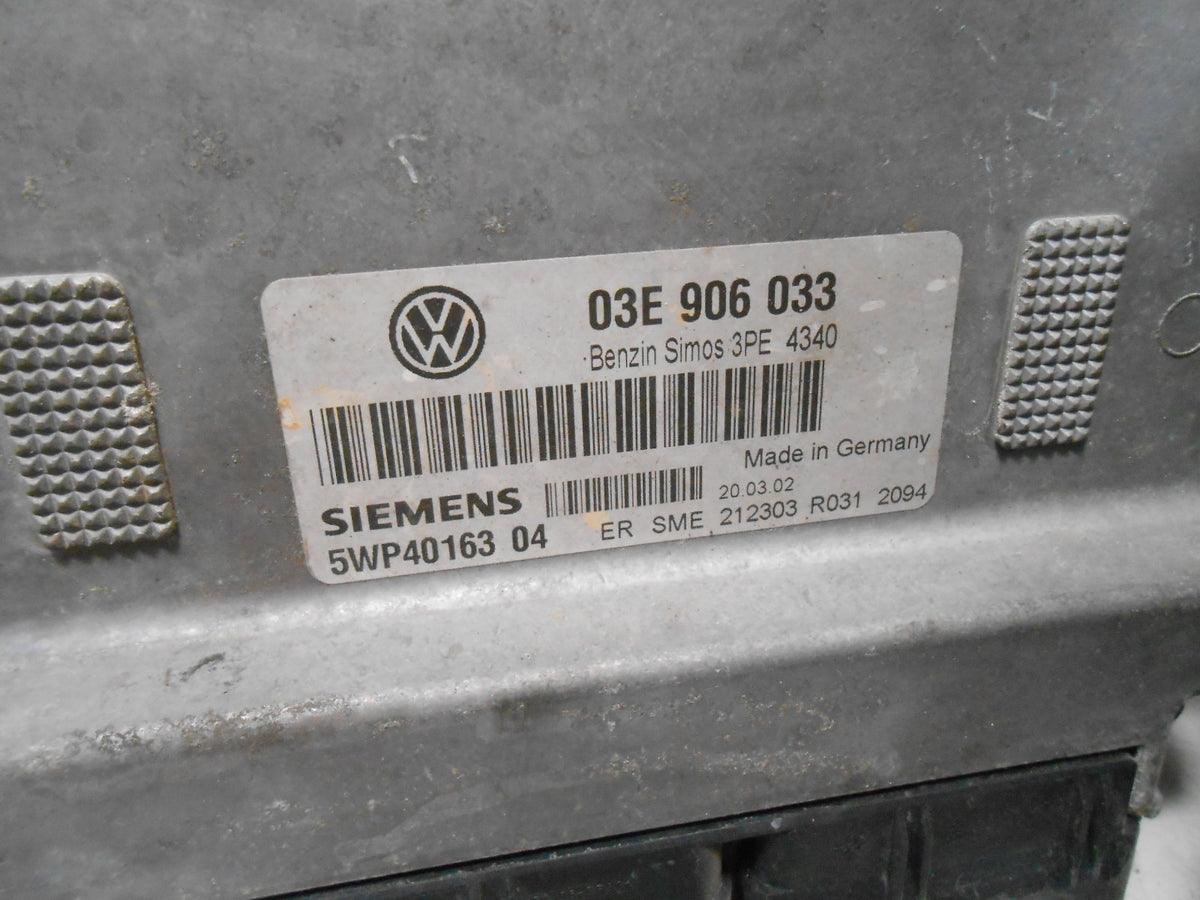 03E 906 033
Benzin Simos 3PE 4340
Made in Germany
SIEMENS
20.03.02
5WP40163 04
ER SME 212303 R031 2094